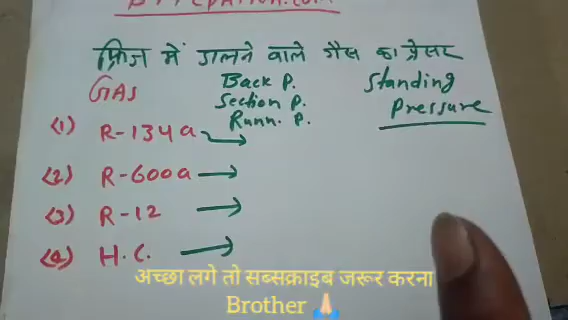 फ्रिज में डालने वाले गैस का प्रेसर
GAS
Back P.
Section P.
Runn. P.
Standing
Pressure
(1) R-134a
(2) R-600a
(3) R-12
(4) H.C.
अच्छा लगे तो सब्सक्राइब जरूर करना
Brother 🙏🏻